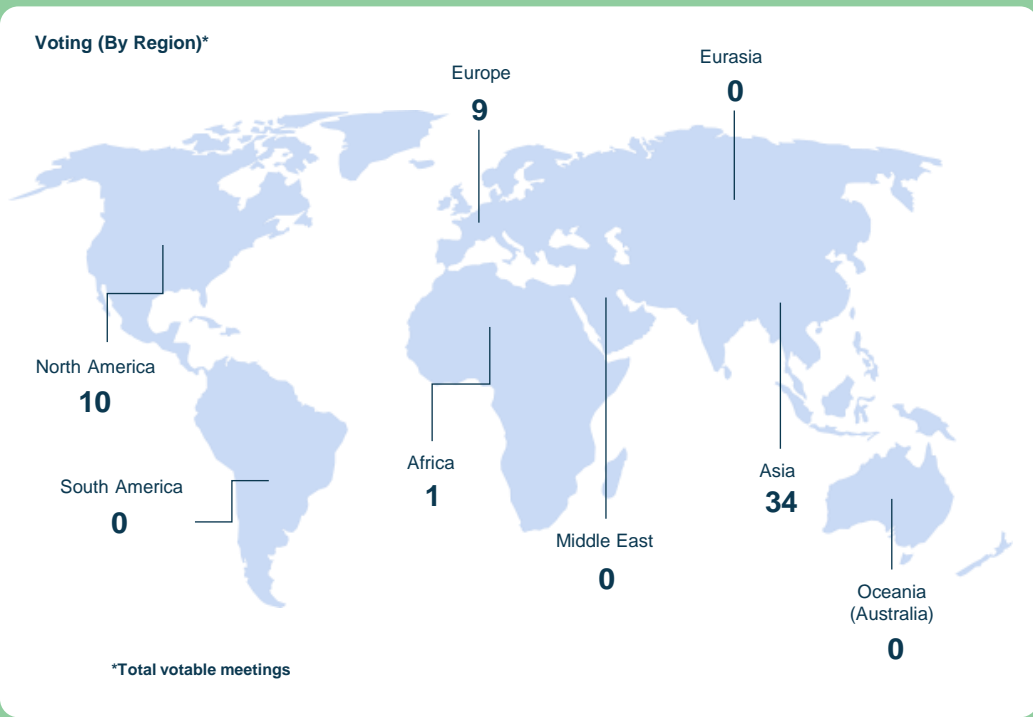 Voting (By Region)*
Europe
9
Eurasia
0
North America
10
South America
0
Africa
1
Middle East
0
Asia
34
Oceania
(Australia)
0
*Total votable meetings